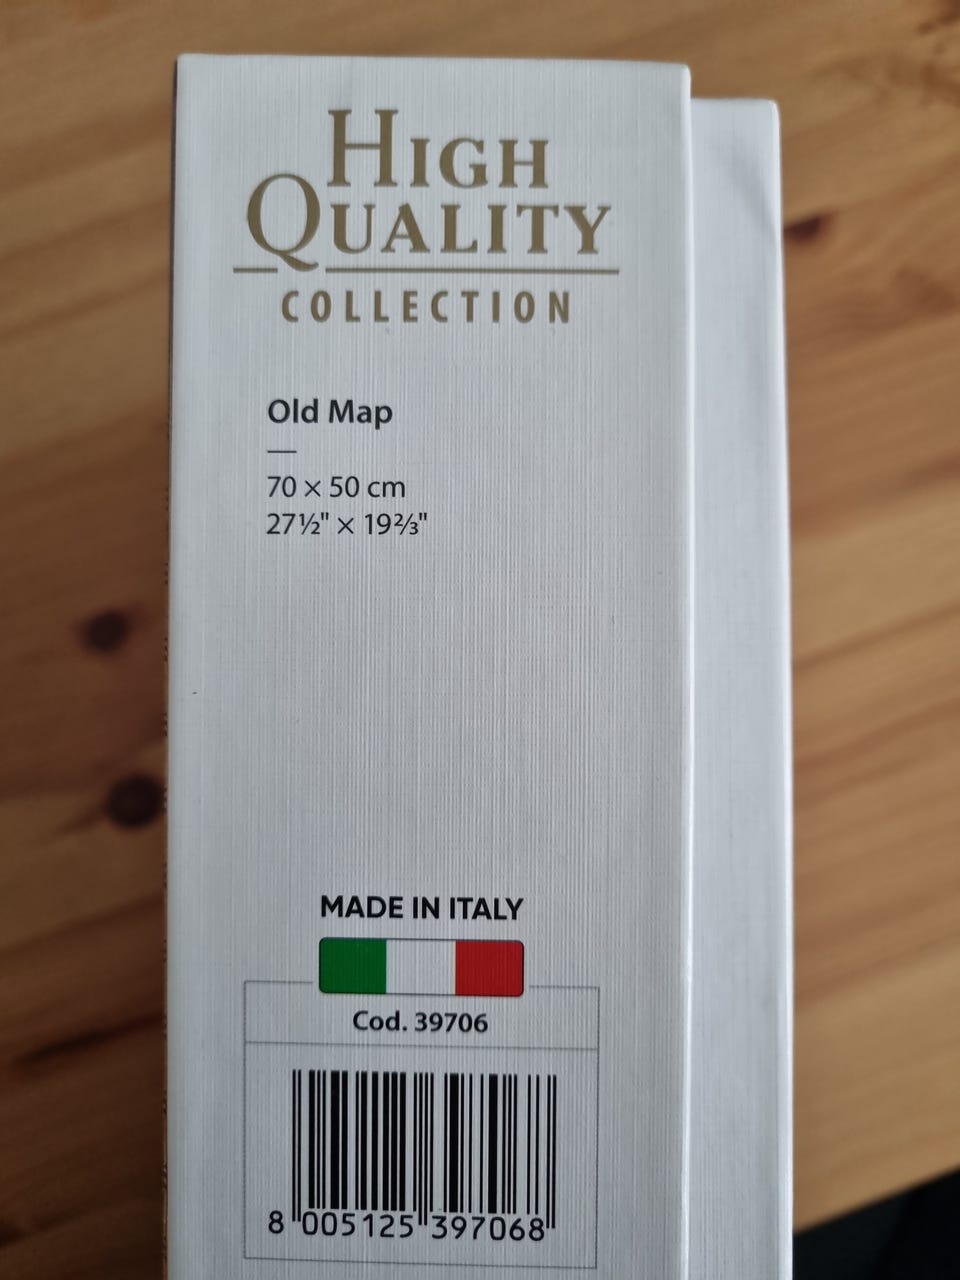 HIGH
QUALITY
COLLECTION
Old Map
70 × 50 cm
27½" × 19⅔"
MADE IN ITALY
Cod. 39706
8 005125 397068